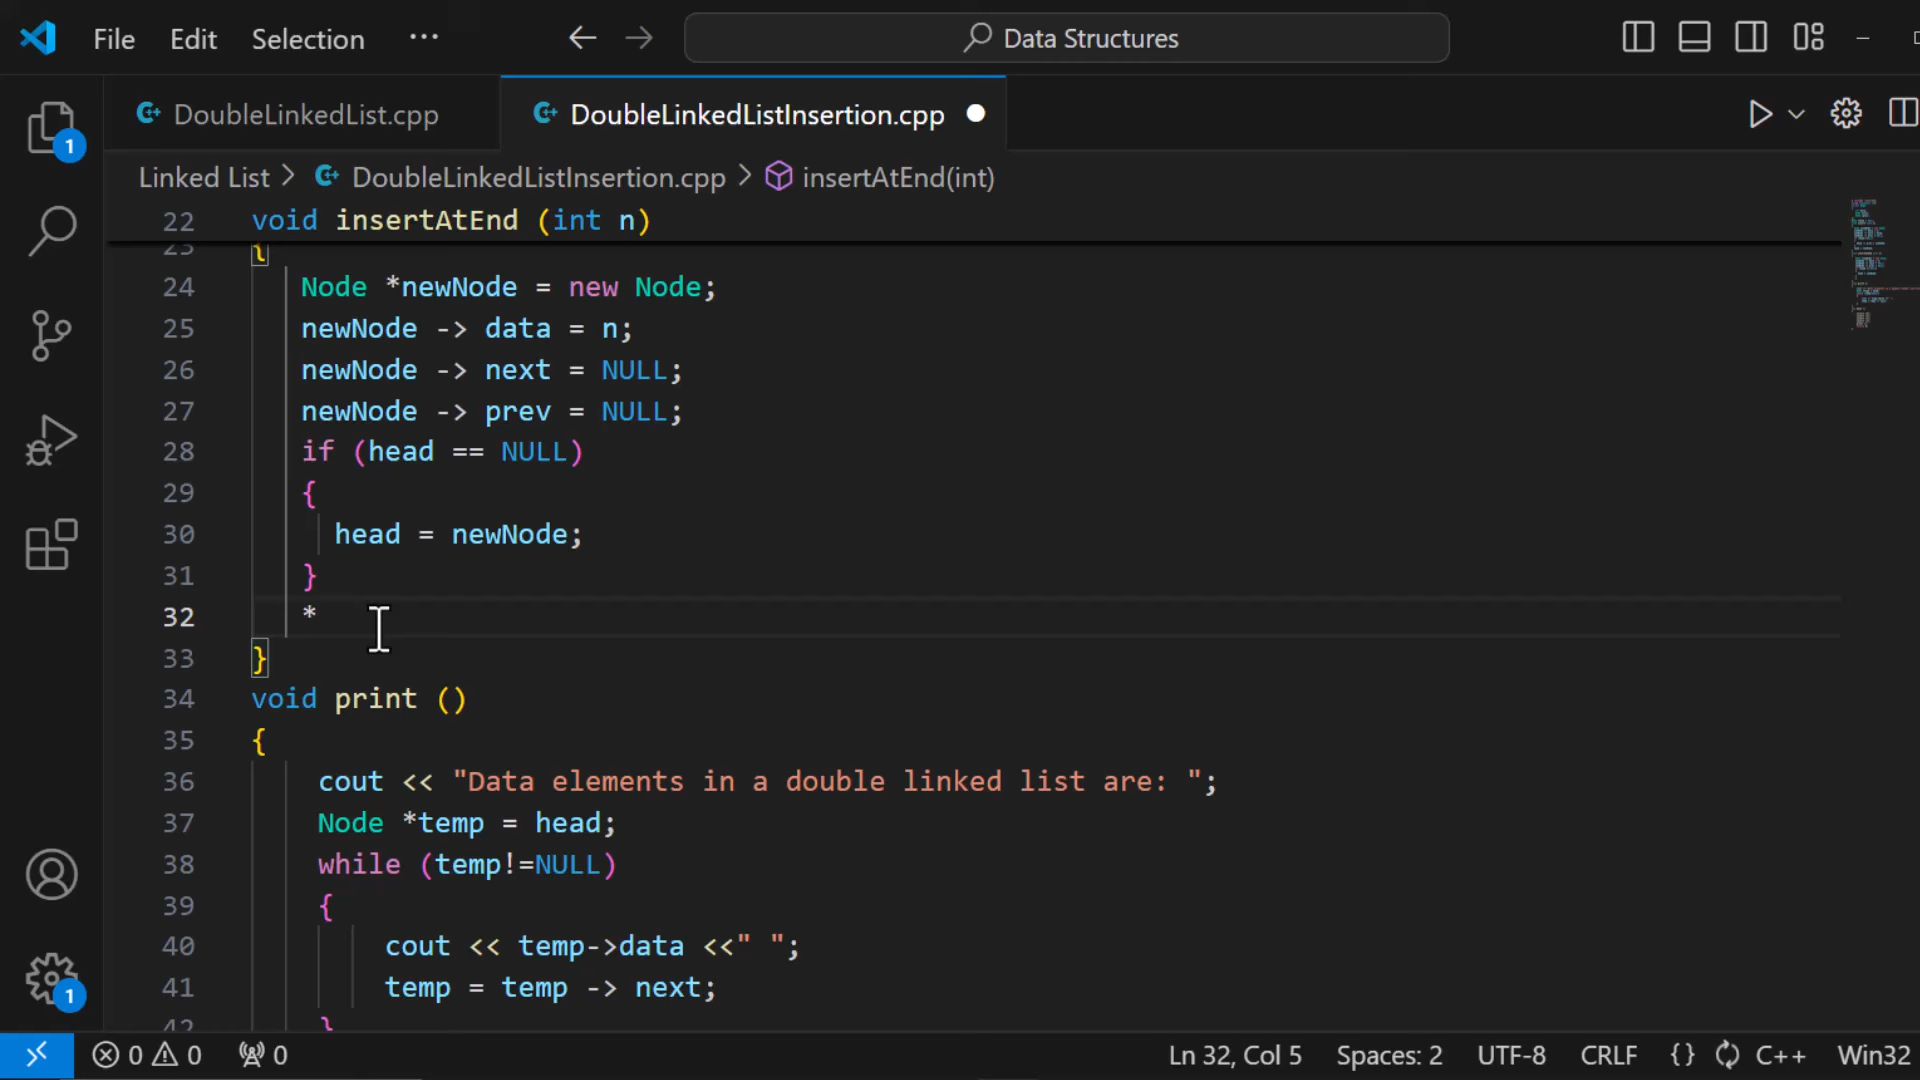 File Edit Selection ··· Data Structures
DoubleLinkedList.cpp DoubleLinkedListInsertion.cpp
Linked List > DoubleLinkedListInsertion.cpp > insertAtEnd(int)
22 void insertAtEnd (int n)
23 {
24 Node *newNode = new Node;
25 newNode -> data = n;
26 newNode -> next = NULL;
27 newNode -> prev = NULL;
28 if (head == NULL)
29 {
30 head = newNode;
31 }
32 *
33 }
34 void print ()
35 {
36 cout << "Data elements in a double linked list are: ";
37 Node *temp = head;
38 while (temp!=NULL)
39 {
40 cout << temp->data <<" ";
41 temp = temp -> next;
42 }
1
1
0 0 0 Ln 32, Col 5 Spaces: 2 UTF-8 CRLF {} C++ Win32